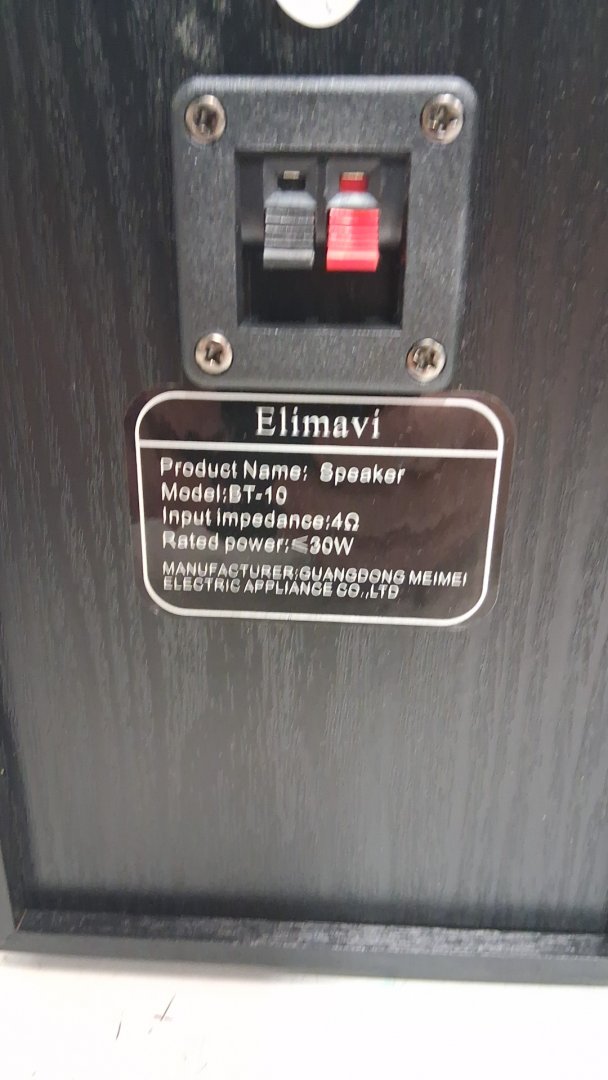 Elimavi
Product Name: Speaker
Model:BT-10
Input impedance:4Ω
Rated power:≤30W
MANUFACTURER:GUANGDONG MEIMEI
ELECTRIC APPLIANCE CO.,LTD